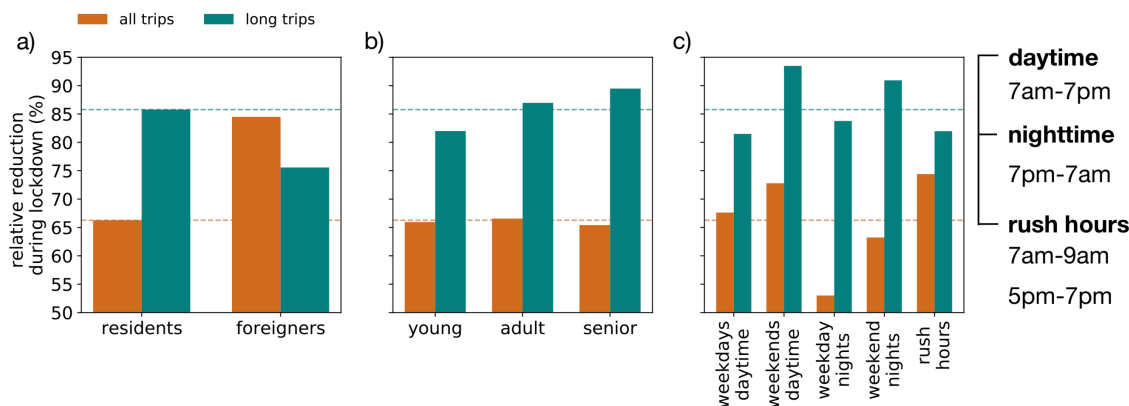 all trips
long trips
a)
b)
c)
relative reduction
during lockdown (%)
95
90
85
80
75
70
65
60
55
50
residents
foreigners
young
adult
senior
weekdays
daytime
weekends
daytime
weekday
nights
weekend
nights
rush
hours
daytime
7am-7pm
nighttime
7pm-7am
rush hours
7am-9am
5pm-7pm